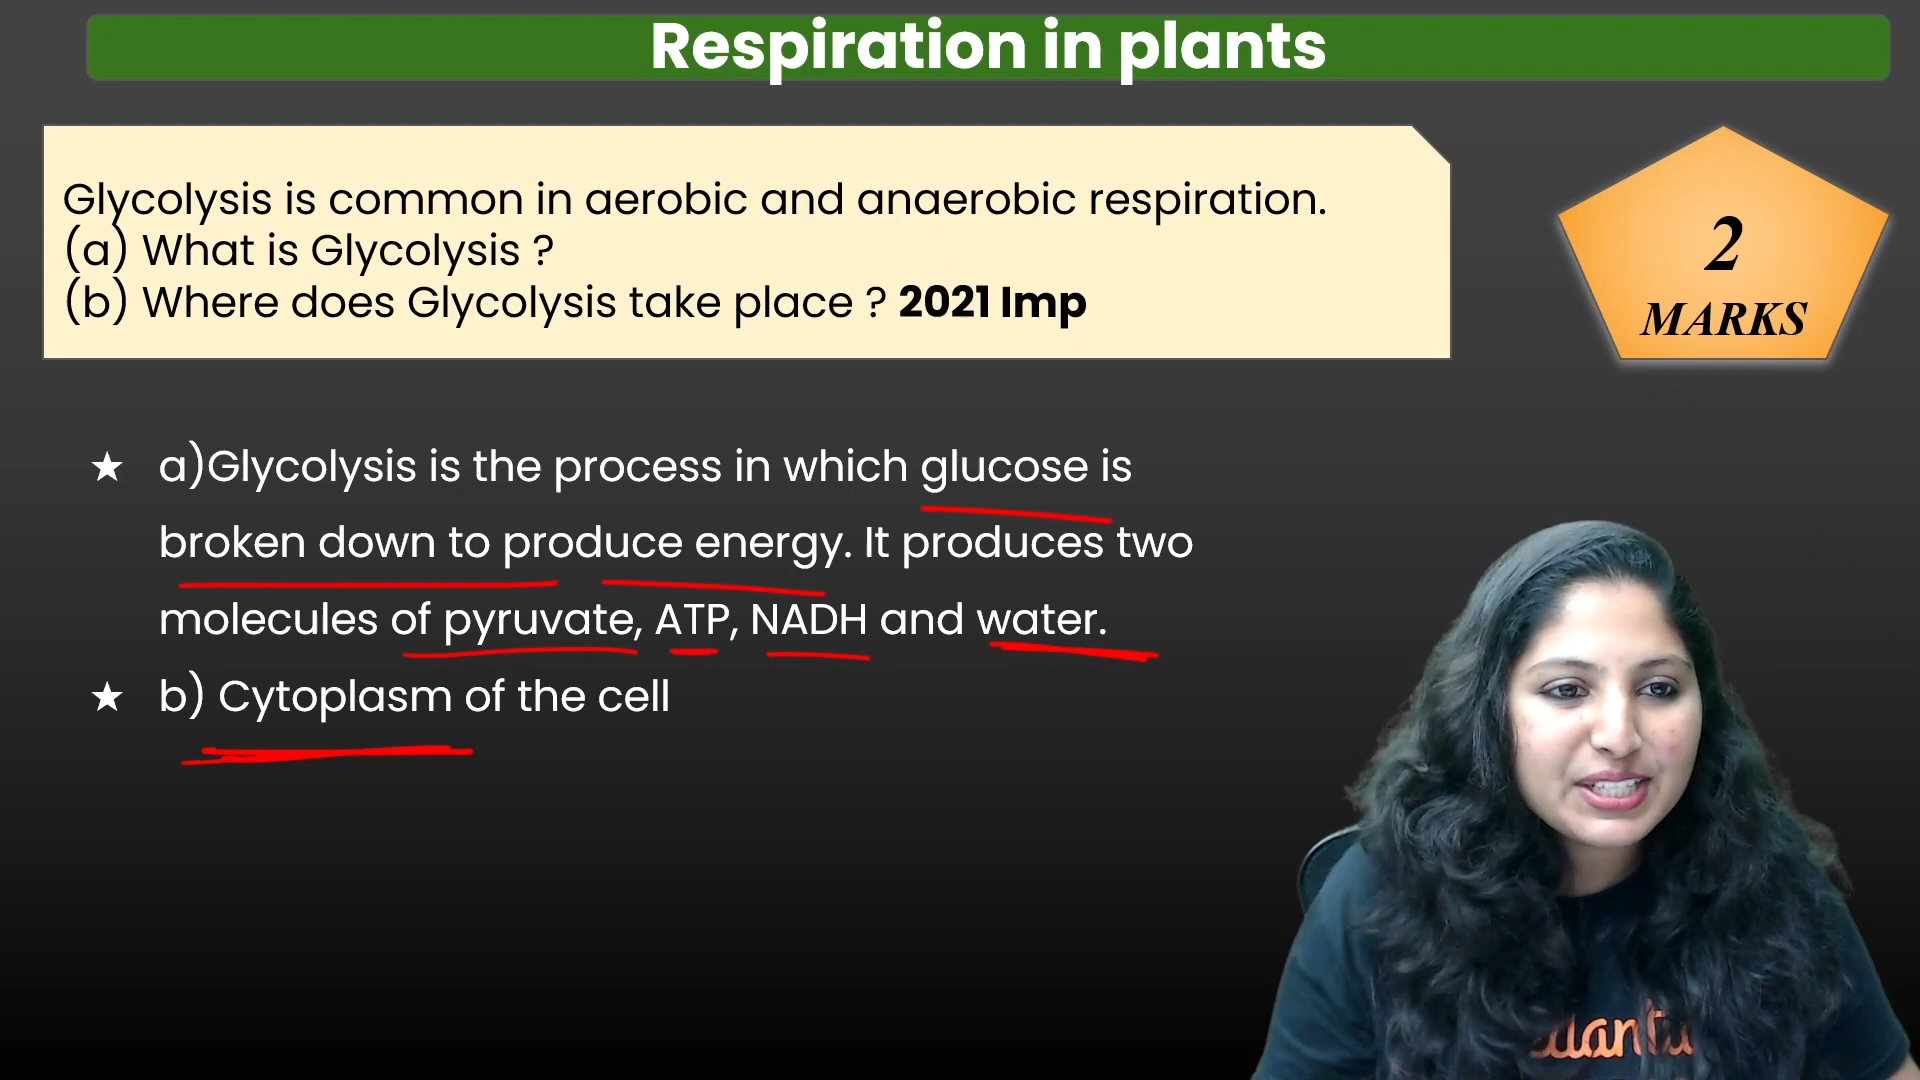 Respiration in plants
Glycolysis is common in aerobic and anaerobic respiration.
(a) What is Glycolysis ?
(b) Where does Glycolysis take place ? 2021 Imp
2
MARKS
★ a)Glycolysis is the process in which glucose is
broken down to produce energy. It produces two
molecules of pyruvate, ATP, NADH and water.
★ b) Cytoplasm of the cell